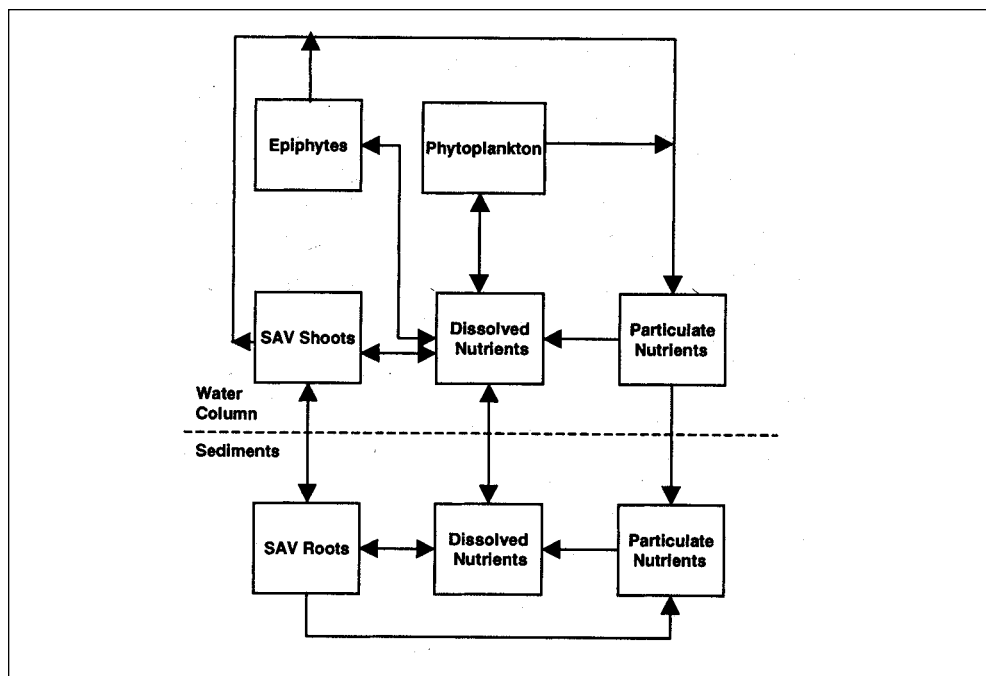 Epiphytes
Phytoplankton
SAV Shoots
Dissolved
Nutrients
Particulate
Nutrients
Water
Column
Sediments
SAV Roots
Dissolved
Nutrients
Particulate
Nutrients